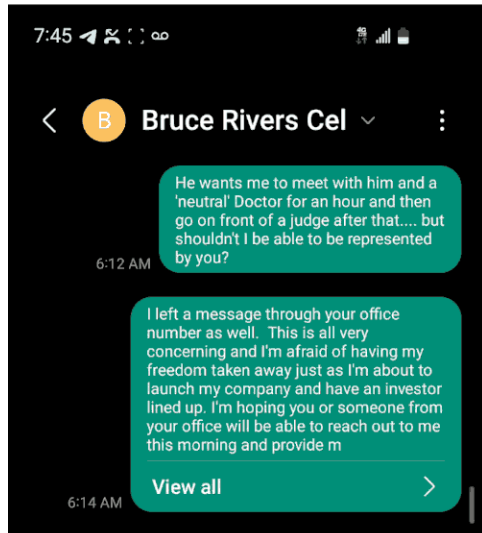 7:45
4G
B Bruce Rivers Cel
He wants me to meet with him and a
'neutral' Doctor for an hour and then
go on front of a judge after that.... but
shouldn't I be able to be represented
by you?
6:12 AM
I left a message through your office
number as well. This is all very
concerning and I'm afraid of having my
freedom taken away just as I'm about to
launch my company and have an investor
lined up. I'm hoping you or someone from
your office will be able to reach out to me
this morning and provide m
View all
6:14 AM